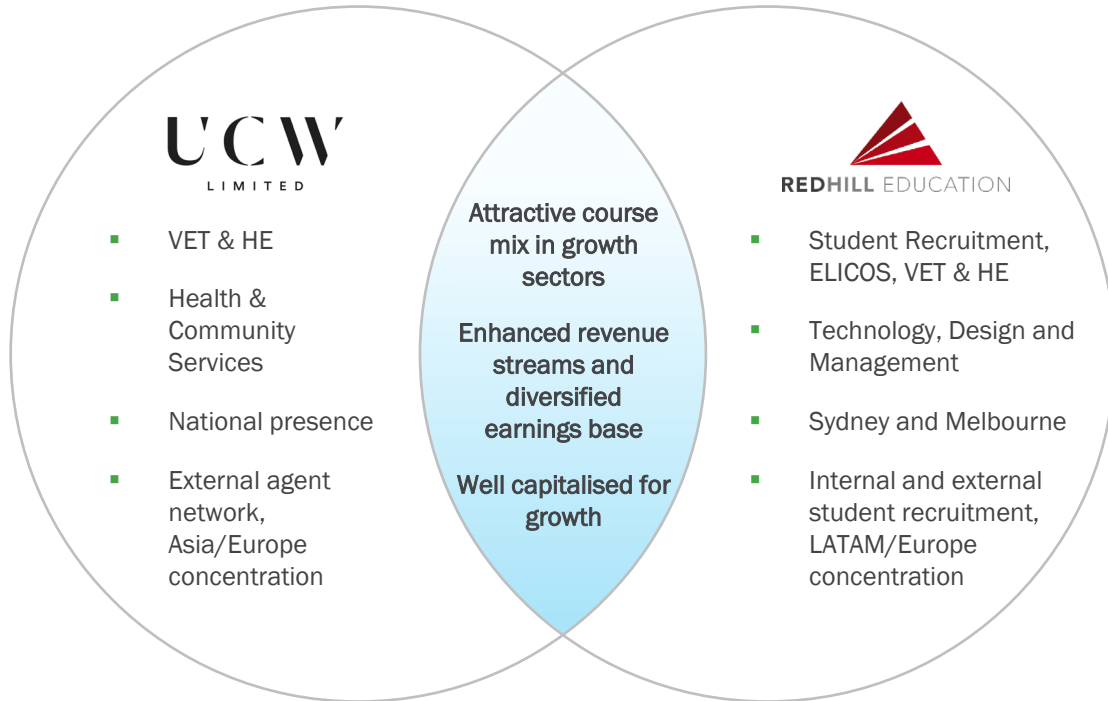 UCW
LIMITED
VET & HE
Health &
Community
Services
National presence
External agent
network,
Asia/Europe
concentration
Attractive course
mix in growth
sectors
Enhanced revenue
streams and
diversified
earnings base
Well capitalised for
growth
REDHILL EDUCATION
Student Recruitment,
ELICOS, VET & HE
Technology, Design and
Management
Sydney and Melbourne
Internal and external
student recruitment,
LATAM/Europe
concentration